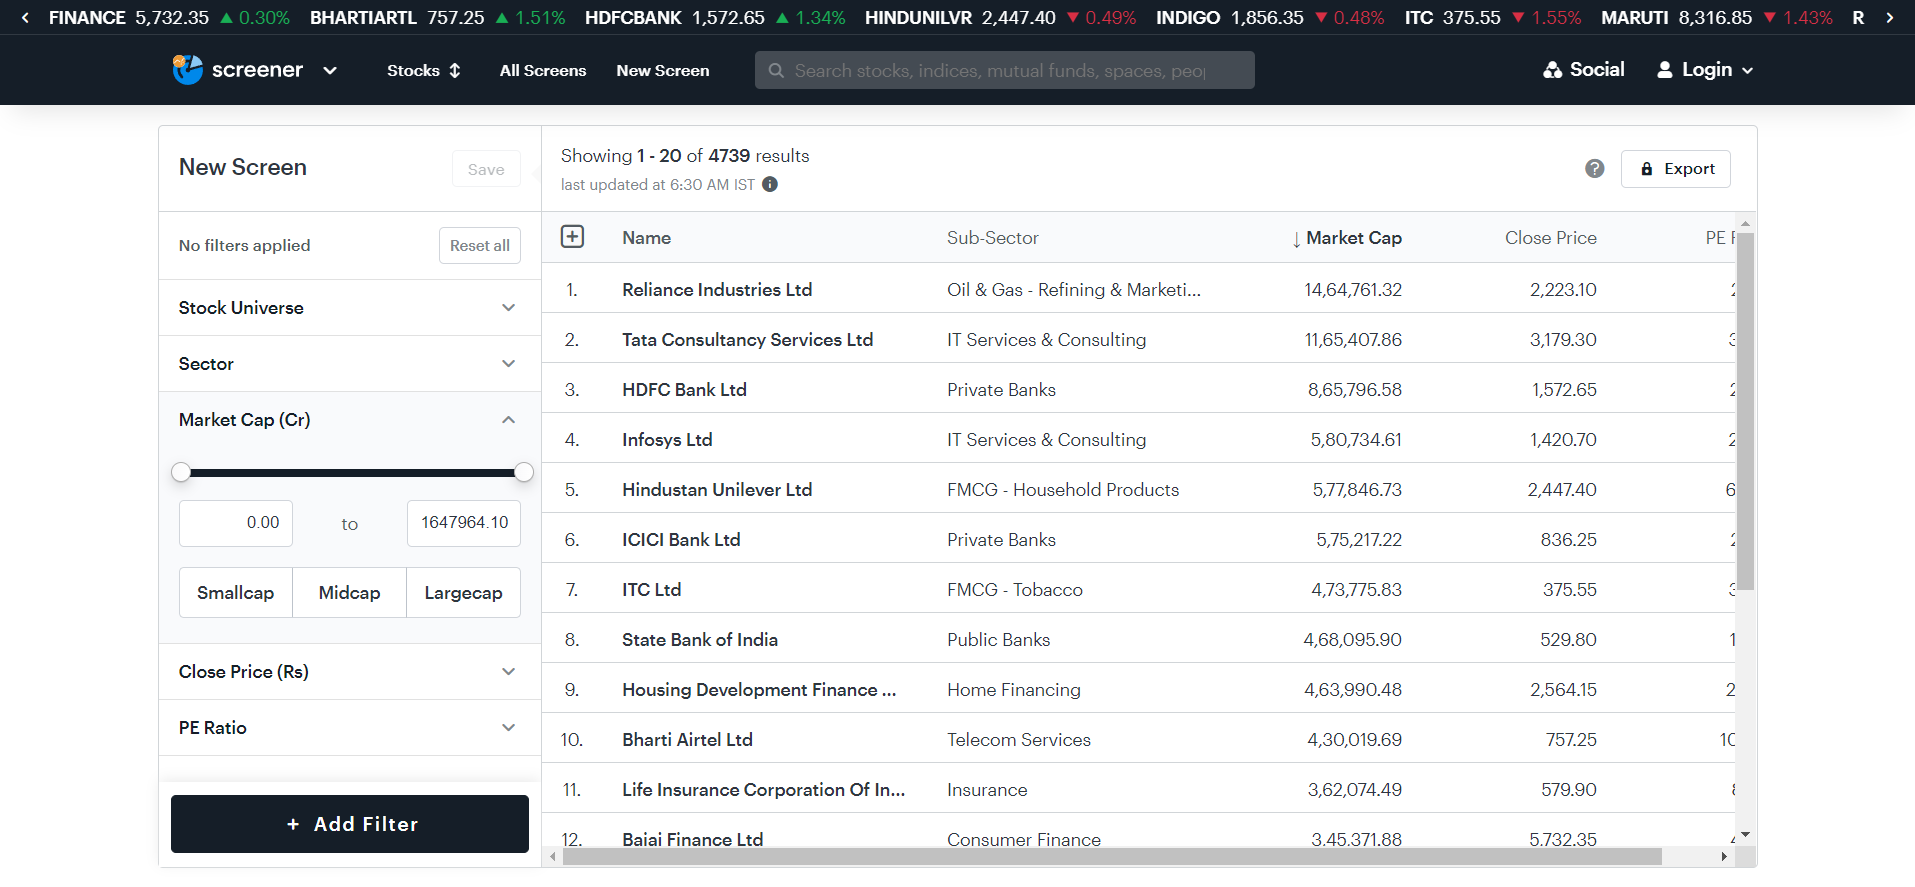 FINANCE 5,732.35 ▲ 0.30% BHARTIARTL 757.25 ▲ 1.51% HDFCBANK 1,572.65 ▲ 1.34% HINDUNILVR 2,447.40 ▼ 0.49% INDIGO 1,856.35 ▼ 0.48% ITC 375.55 ▼ 1.55% MARUTI 8,316.85 ▼ 1.43% R
screener Stocks All Screens New Screen Search stocks, indices, mutual funds, spaces, peo Social Login
New Screen Save
Showing 1 - 20 of 4739 results
last updated at 6:30 AM IST
Export
No filters applied Reset all
Stock Universe
Sector
Market Cap (Cr)
0.00 to 1647964.10
Smallcap Midcap Largecap
Close Price (Rs)
PE Ratio
+ Add Filter
Name Sub-Sector ↓ Market Cap Close Price PE
1. Reliance Industries Ltd Oil & Gas - Refining & Marketi... 14,64,761.32 2,223.10
2. Tata Consultancy Services Ltd IT Services & Consulting 11,65,407.86 3,179.30
3. HDFC Bank Ltd Private Banks 8,65,796.58 1,572.65
4. Infosys Ltd IT Services & Consulting 5,80,734.61 1,420.70
5. Hindustan Unilever Ltd FMCG - Household Products 5,77,846.73 2,447.40 6
6. ICICI Bank Ltd Private Banks 5,75,217.22 836.25
7. ITC Ltd FMCG - Tobacco 4,73,775.83 375.55
8. State Bank of India Public Banks 4,68,095.90 529.80 1
9. Housing Development Finance ... Home Financing 4,63,990.48 2,564.15 2
10. Bharti Airtel Ltd Telecom Services 4,30,019.69 757.25 10
11. Life Insurance Corporation Of In... Insurance 3,62,074.49 579.90
12. Bajaj Finance Ltd Consumer Finance 3,45,371.88 5,732.35